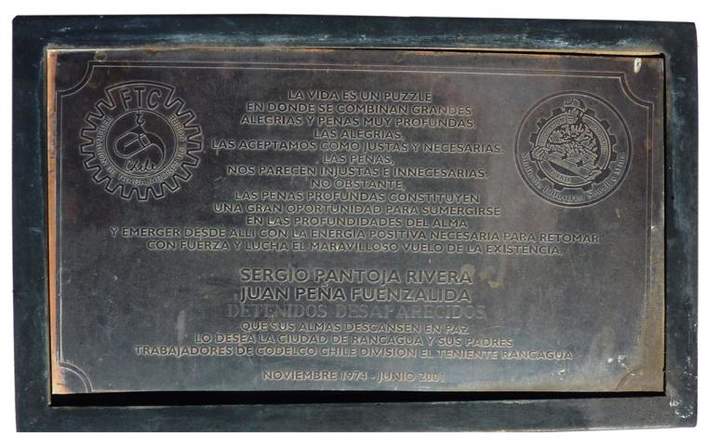 FTC
Chile
LA VIDA ES UN PUZZLE
EN DONDE SE COMBINAN GRANDES
ALEGRIAS Y PENAS MUY PROFUNDAS.
LAS ALEGRIAS,
LAS ACEPTAMOS COMO JUSTAS Y NECESARIAS.
LAS PENAS,
NOS PARECEN INJUSTAS E INNECESARIAS.
NO OBSTANTE,
LAS PENAS PROFUNDAS CONSTITUYEN
UNA GRAN OPORTUNIDAD PARA SUMERGIRSE
EN LAS PROFUNDIDADES DEL ALMA
Y EMERGER DESDE ALLI CON LA ENERGIA POSITIVA NECESARIA PARA RETOMAR
CON FUERZA Y LUCHA EL MARAVILLOSO VUELO DE LA EXISTENCIA.
SERGIO PANTOJA RIVERA
JUAN PEÑA FUENZALIDA
DETENIDOS DESAPARECIDOS
QUE SUS ALMAS DESCANSEN EN PAZ
LO DESEA LA CIUDAD DE RANCAGUA Y SUS PADRES
TRABAJADORES DE CODELCO CHILE DIVISION EL TENIENTE RANCAGUA
NOVIEMBRE 1974 - JUNIO 2001